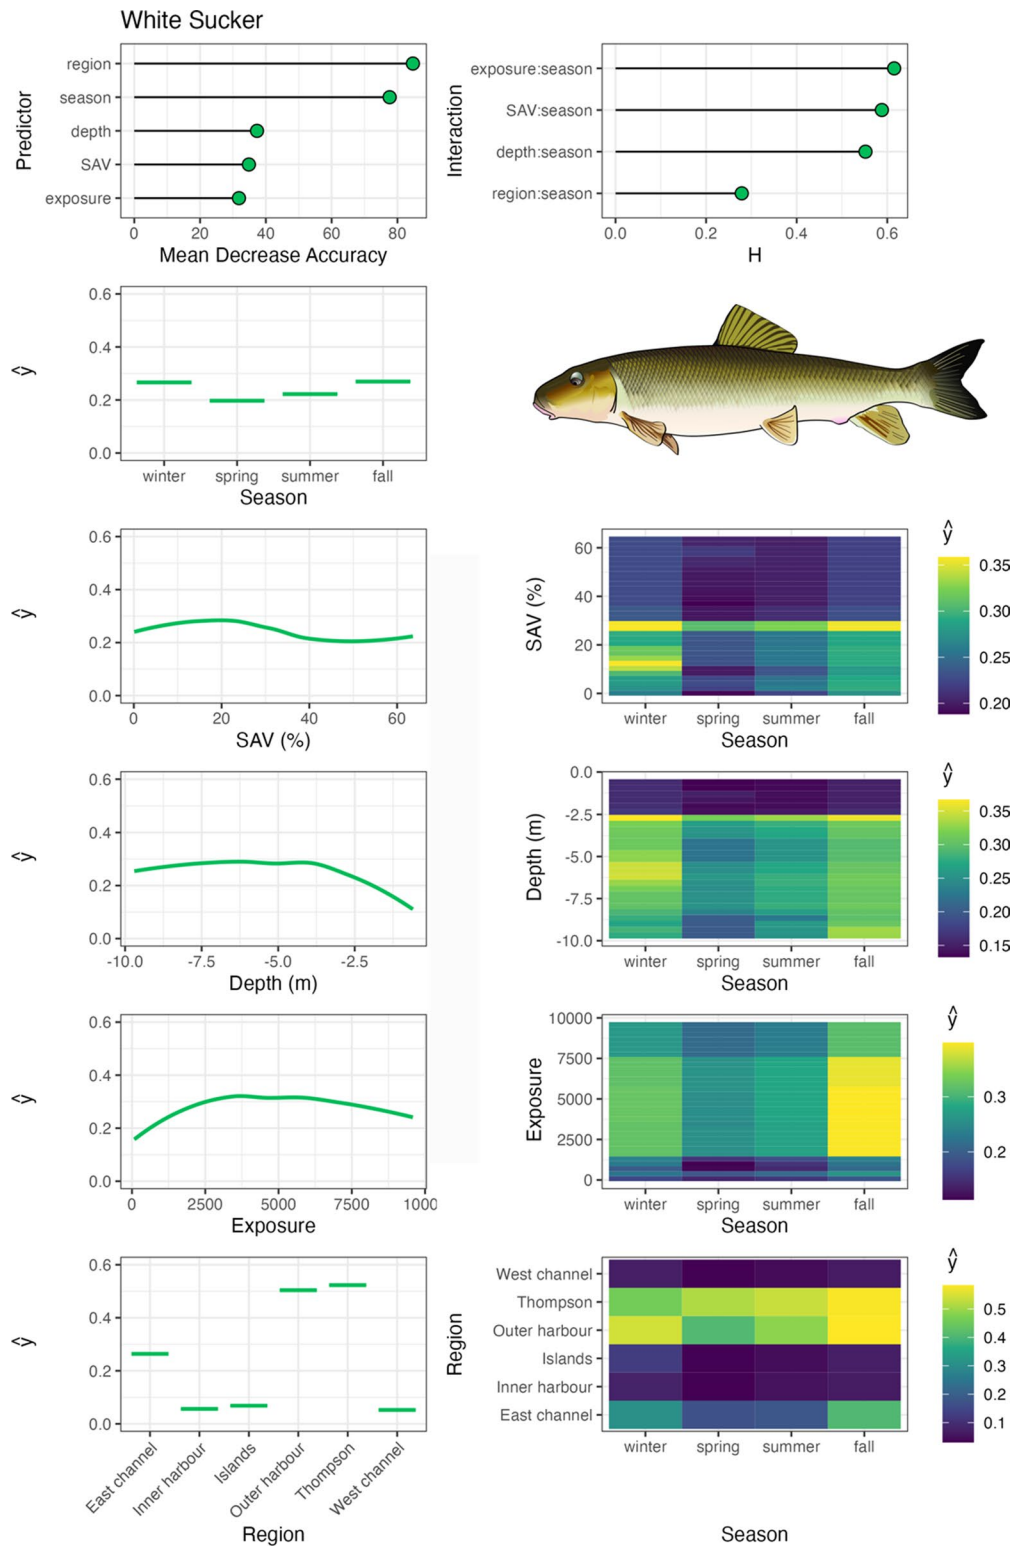 White Sucker
Predictor
region
season
depth
SAV
exposure
0 20 40 60 80
Mean Decrease Accuracy
Interaction
exposure:season
SAV:season
depth:season
region:season
0.0 0.2 0.4 0.6
H
ŷ
0.6
0.4
0.2
0.0
winter spring summer fall
Season
ŷ
0.6
0.4
0.2
0.0
0 20 40 60
SAV (%)
SAV (%)
60
40
20
0
winter spring summer fall
Season
ŷ
0.35
0.30
0.25
0.20
ŷ
0.6
0.4
0.2
0.0
-10.0 -7.5 -5.0 -2.5
Depth (m)
Depth (m)
0.0
-2.5
-5.0
-7.5
-10.0
winter spring summer fall
Season
ŷ
0.35
0.30
0.25
0.20
0.15
ŷ
0.6
0.4
0.2
0.0
0 2500 5000 7500 1000
Exposure
Exposure
10000
7500
5000
2500
0
winter spring summer fall
Season
ŷ
0.3
0.2
ŷ
0.6
0.4
0.2
0.0
East channel Inner harbour Islands Outer harbour Thompson West channel
Region
Region
West channel
Thompson
Outer harbour
Islands
Inner harbour
East channel
winter spring summer fall
Season
ŷ
0.5
0.4
0.3
0.2
0.1